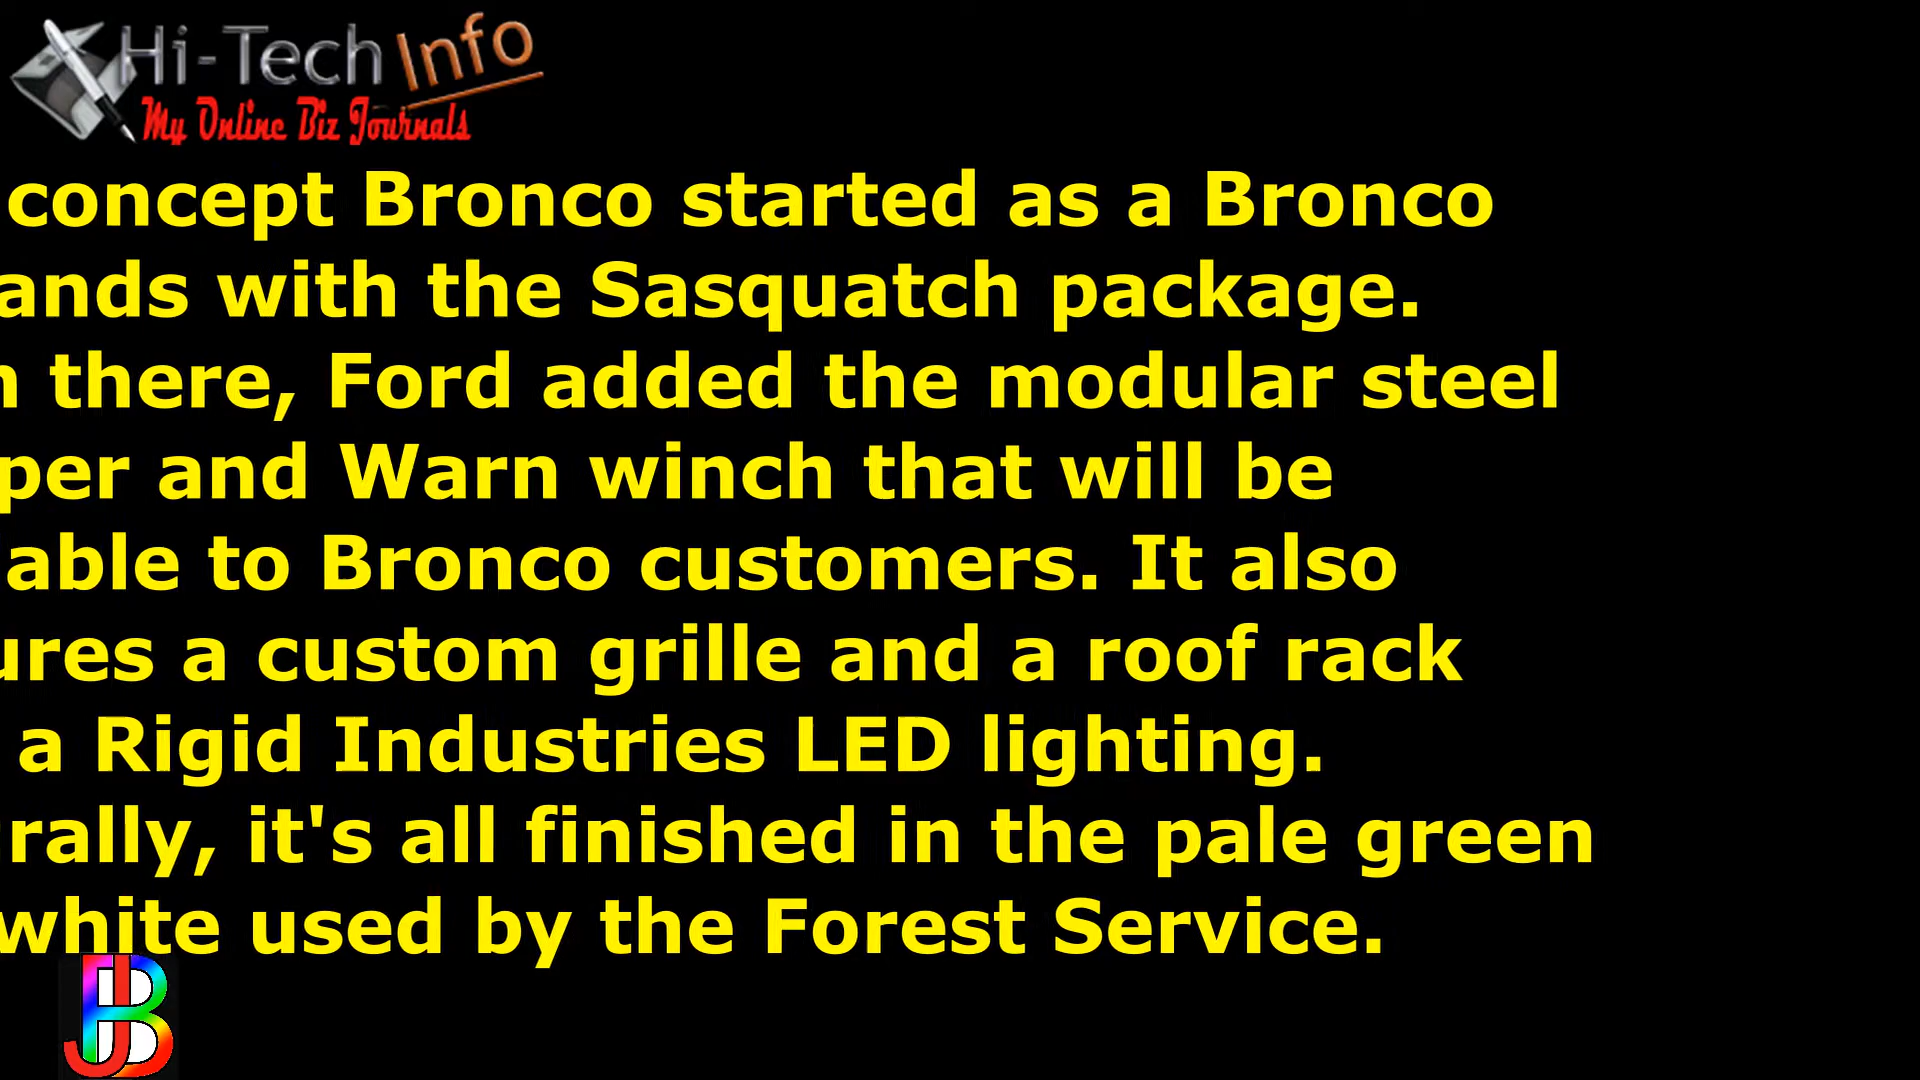 Hi-Tech Info
My Online Biz Journals
concept Bronco started as a Bronco
ands with the Sasquatch package.
there, Ford added the modular steel
per and Warn winch that will be
able to Bronco customers. It also
ures a custom grille and a roof rack
a Rigid Industries LED lighting.
rally, it's all finished in the pale green
white used by the Forest Service.
JB